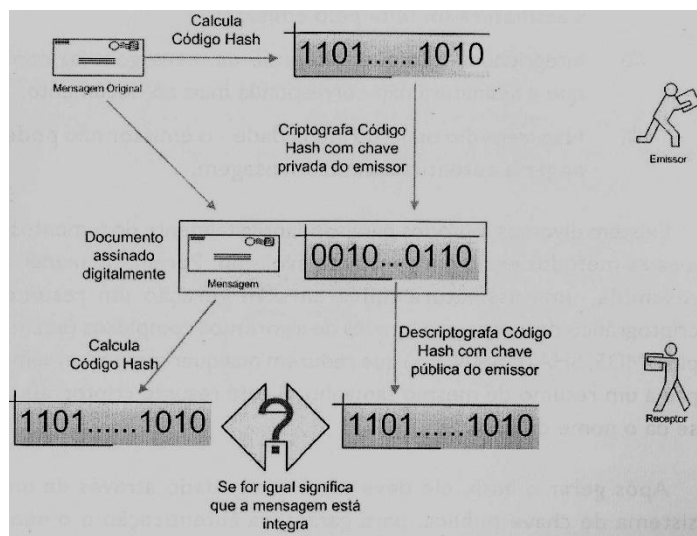 Calcula
Código Hash
1101.....1010
Mensagem Original
Criptografa Código
Hash com chave
privada do emissor
Emissor
Documento
assinado
digitalmente
Mensagem
0010....0110
Calcula
Código Hash
Descriptografa Código
Hash com chave
pública do emissor
Receptor
1101......1010
?
1101......1010
Se for igual significa
que a mensagem está
integra